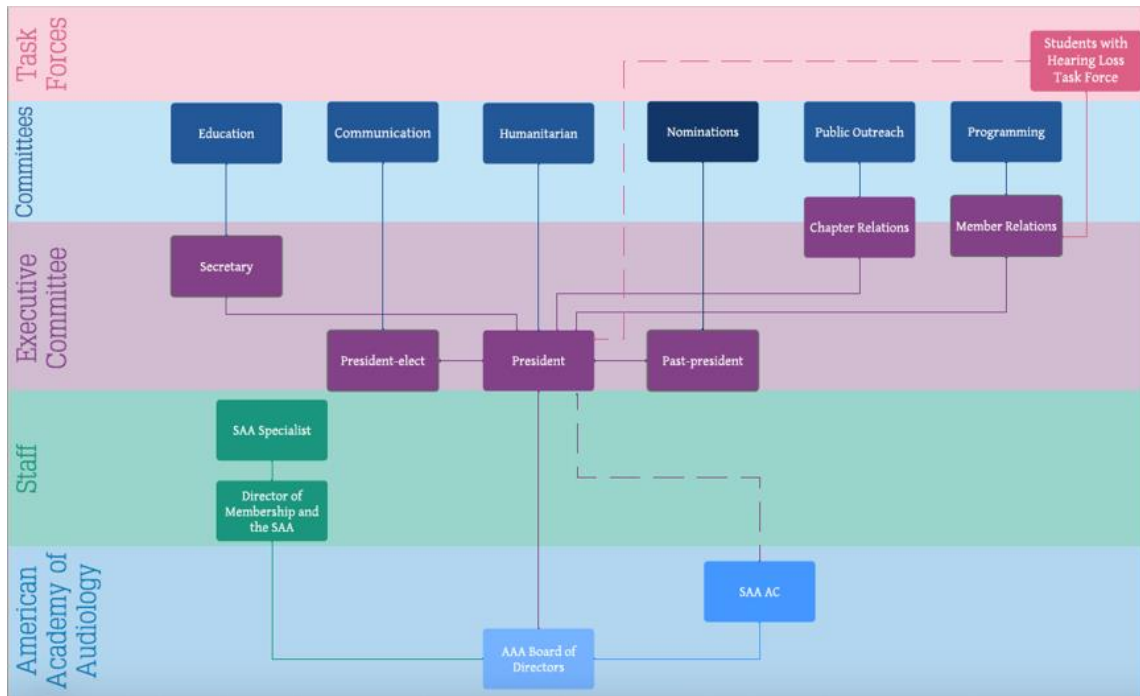 Task
Forces
Students with
Hearing Loss
Task Force
Committees
Education
Communication
Humanitarian
Nominations
Public Outreach
Programming
Chapter Relations
Member Relations
Executive
Committee
Secretary
President-elect
President
Past-president
Staff
SAA Specialist
Director of
Membership and
the SAA
American
Academy of
Audiology
SAA AC
AAA Board of
Directors